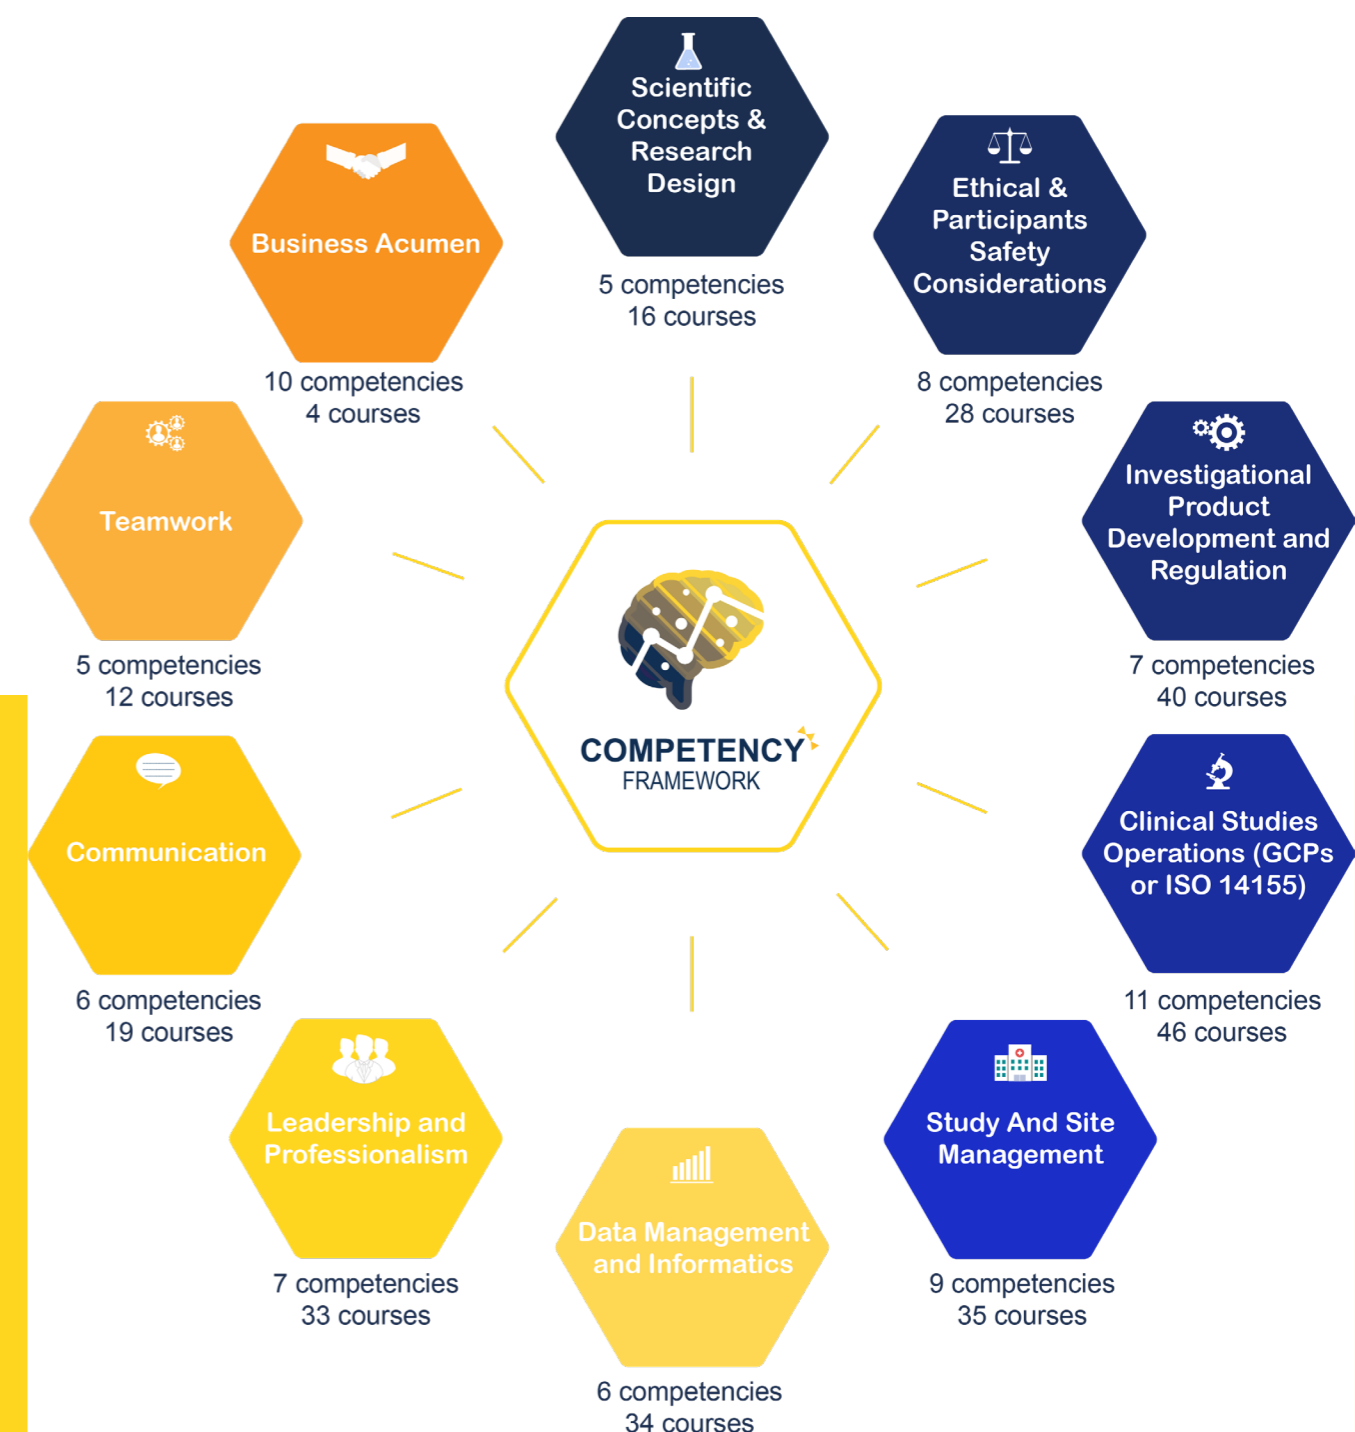 Scientific
Concepts &
Research
Design
5 competencies
16 courses
Ethical &
Participants
Safety
Considerations
8 competencies
28 courses
Investigational
Product
Development and
Regulation
7 competencies
40 courses
Clinical Studies
Operations (GCPs
or ISO 14155)
11 competencies
46 courses
Study And Site
Management
9 competencies
35 courses
Data Management
and Informatics
6 competencies
34 courses
Leadership and
Professionalism
7 competencies
33 courses
Communication
6 competencies
19 courses
Teamwork
5 competencies
12 courses
Business Acumen
10 competencies
4 courses
COMPETENCY
FRAMEWORK